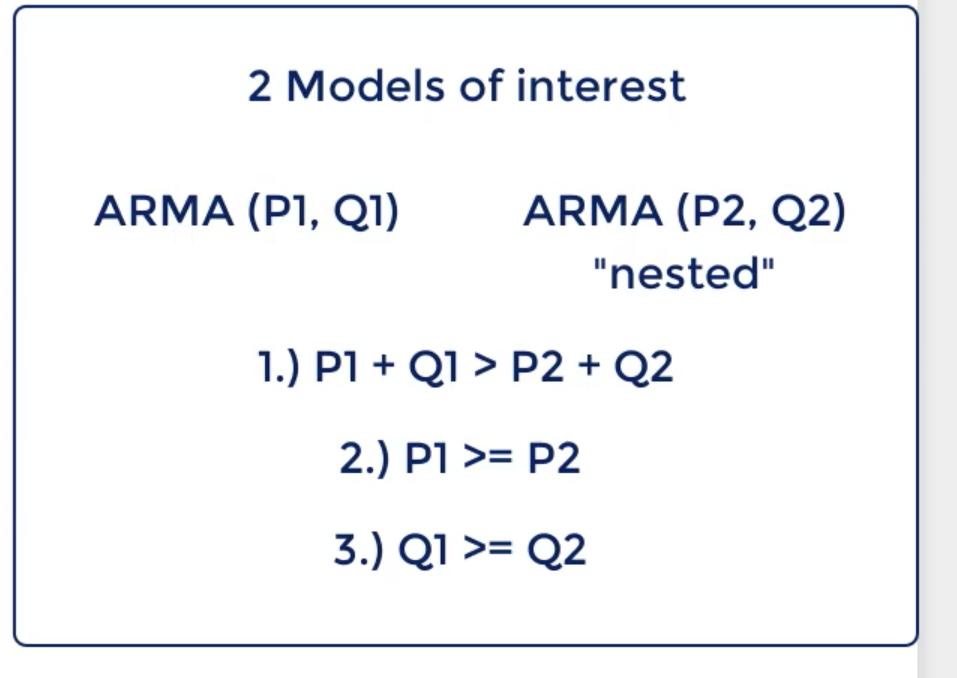 2 Models of interest
ARMA (P1, Q1) ARMA (P2, Q2)
"nested"
1.) P1 + Q1 > P2 + Q2
2.) P1 >= P2
3.) Q1 >= Q2